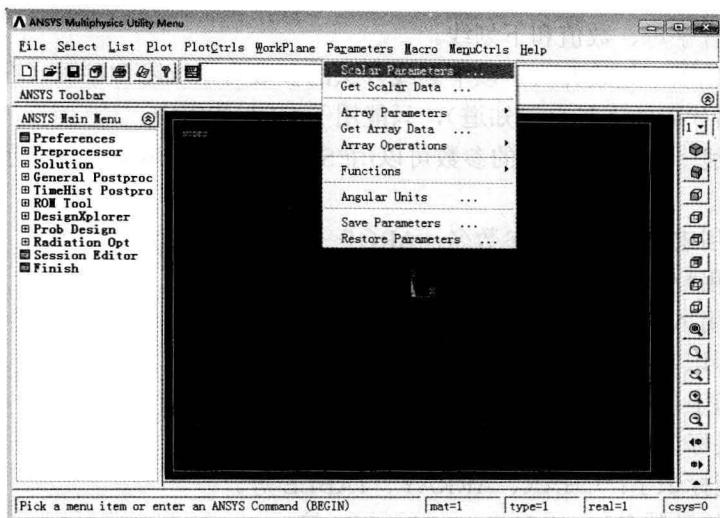 ANSYS Multiphysics Utility Menu
File Select List Plot PlotCtrls WorkPlane Parameters Macro MenuCtrls Help
Scalar Parameters ...
Get Scalar Data ...
Array Parameters
Get Array Data ...
Array Operations
Functions
Angular Units ...
Save Parameters ...
Restore Parameters ...
ANSYS Toolbar
ANSYS Main Menu
Preferences
Preprocessor
Solution
General Postproc
TimeHist Postpro
ROM Tool
DesignXplorer
Prob Design
Radiation Opt
Session Editor
Finish
NODES
1
Pick a menu item or enter an ANSYS Command (BEGIN) mat=1 type=1 real=1 csys=0